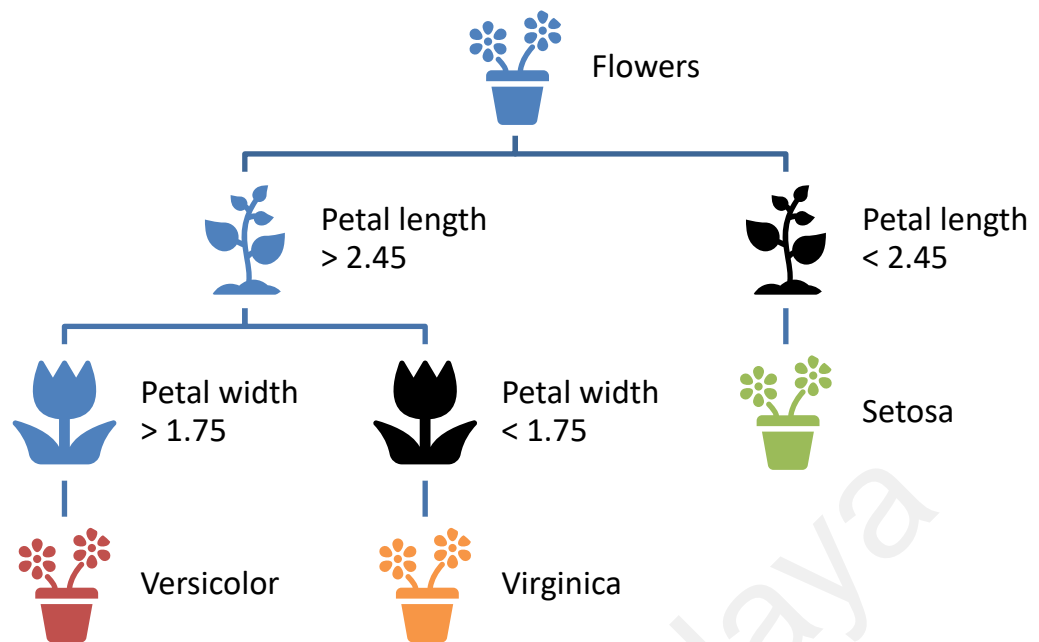 Flowers
Petal length
> 2.45
Petal length
< 2.45
Petal width
> 1.75
Petal width
< 1.75
Setosa
Versicolor
Virginica